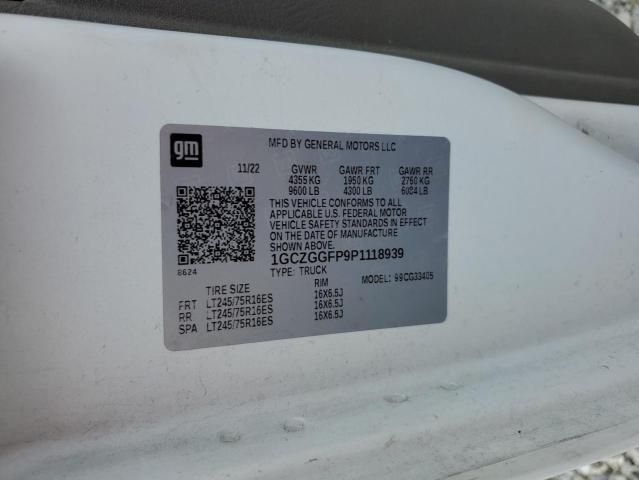 gm
MFD BY GENERAL MOTORS LLC
11/22 GVWR GAWR FRT GAWR RR
4355 KG 1950 KG 2760 KG
9600 LB 4300 LB 6084 LB
THIS VEHICLE CONFORMS TO ALL
APPLICABLE U.S. FEDERAL MOTOR
VEHICLE SAFETY STANDARDS IN EFFECT
ON THE DATE OF MANUFACTURE
SHOWN ABOVE.
8624
1GCZGGFP9P1118939
TYPE: TRUCK MODEL: 99CG33405
TIRE SIZE RIM
FRT LT245/75R16ES 16X6.5J
RR LT245/75R16ES 16X6.5J
SPA LT245/75R16ES 16X6.5J